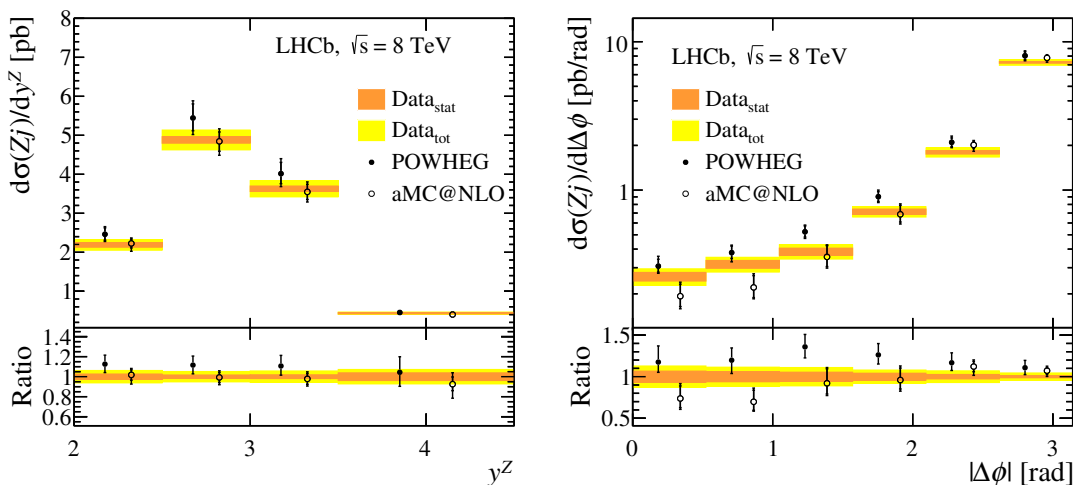 dσ(Zj)/dy^Z [pb]
8
7
6
5
4
3
2
1
LHCb, √s = 8 TeV
Data_stat
Data_tot
POWHEG
aMC@NLO
Ratio
1.4
1.2
1
0.8
0.6
2 3 4
y^Z
dσ(Zj)/d|Δϕ| [pb/rad]
10
1
LHCb, √s = 8 TeV
Data_stat
Data_tot
POWHEG
aMC@NLO
Ratio
1.5
1
0.5
0 1 2 3
|Δϕ| [rad]